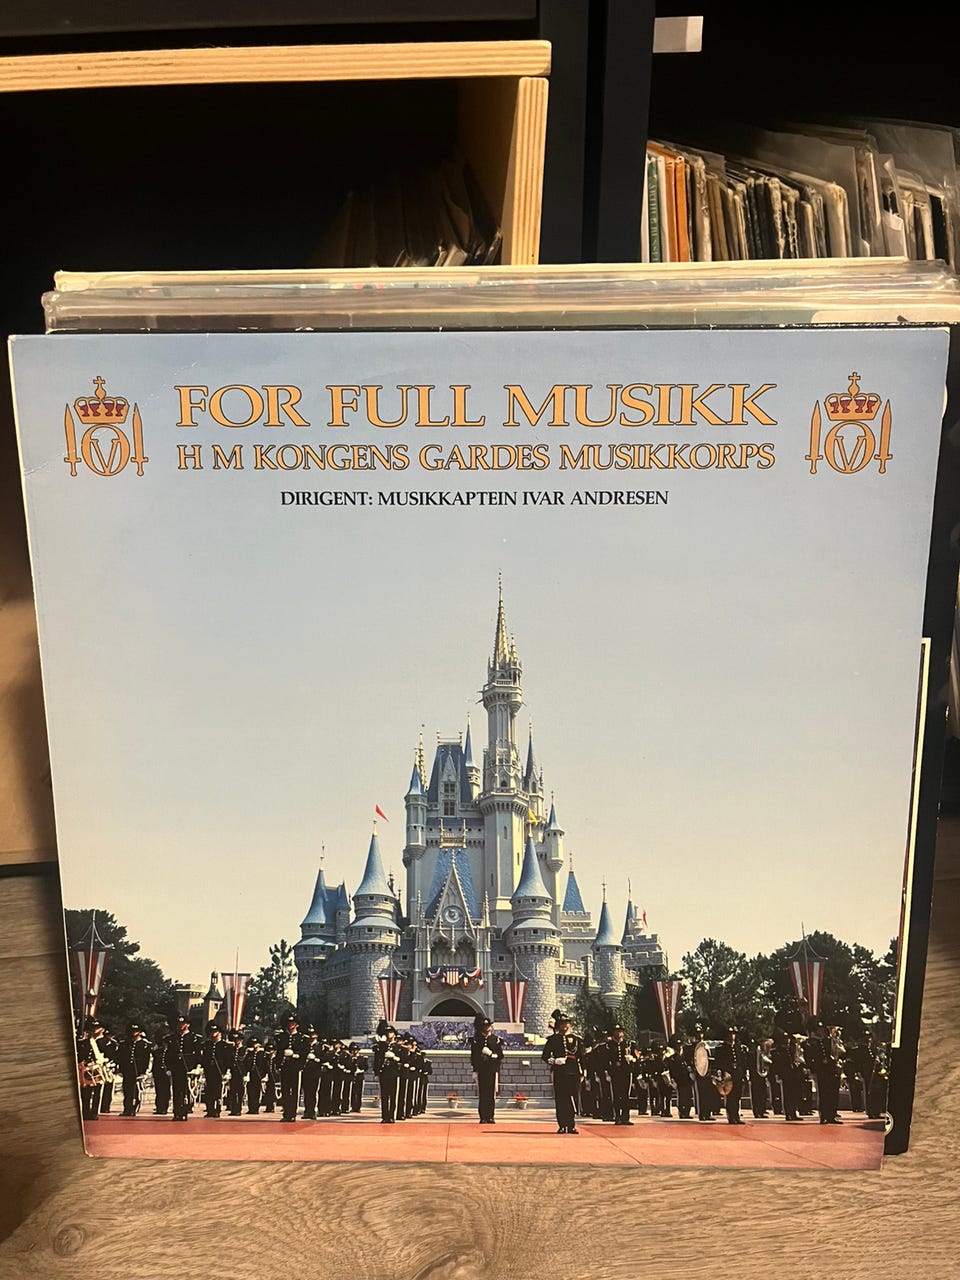 FOR FULL MUSIKK
H M KONGENS GARDES MUSIKKORPS
DIRIGENT: MUSIKKAPTEIN IVAR ANDRESEN